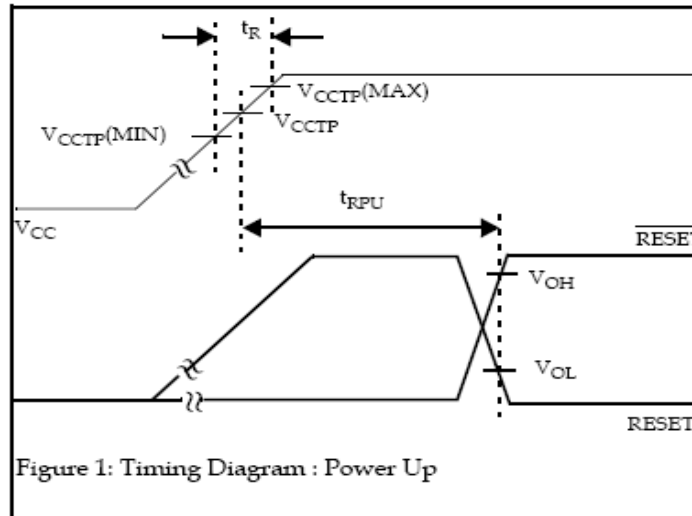 tR
VCCTP(MAX)
VCCTP
VCCTP(MIN)
tRPU
VCC
RESET
VOH
VOL
RESET
Figure 1: Timing Diagram : Power Up